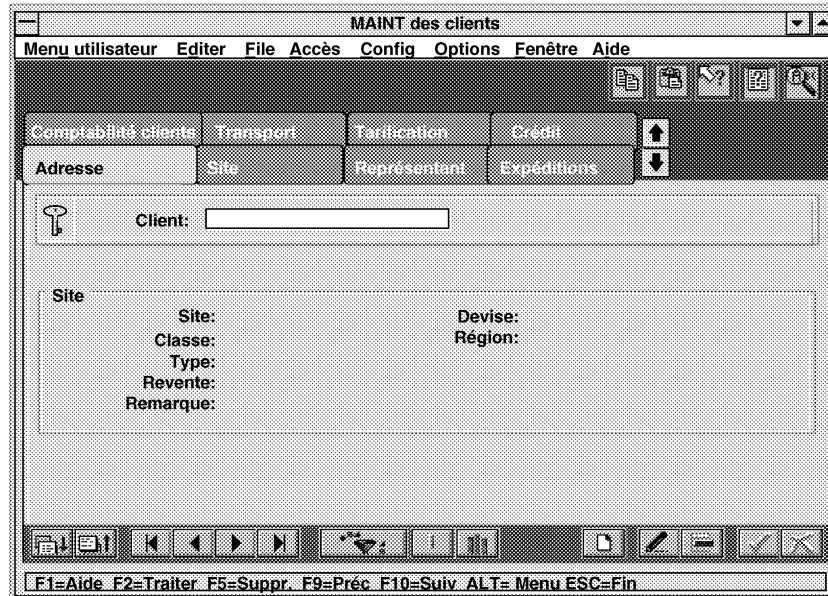 MAINT des clients
Menu utilisateur Editer File Accès Config Options Fenêtre Aide
Comptabilité clients Transport Tarification Crédit
Adresse Site Représentant Expéditions
Client:
Site
Site: Devise:
Classe: Région:
Type:
Revente:
Remarque:
F1=Aide F2=Traiter F5=Suppr. F9=Préc F10=Suiv ALT= Menu ESC=Fin